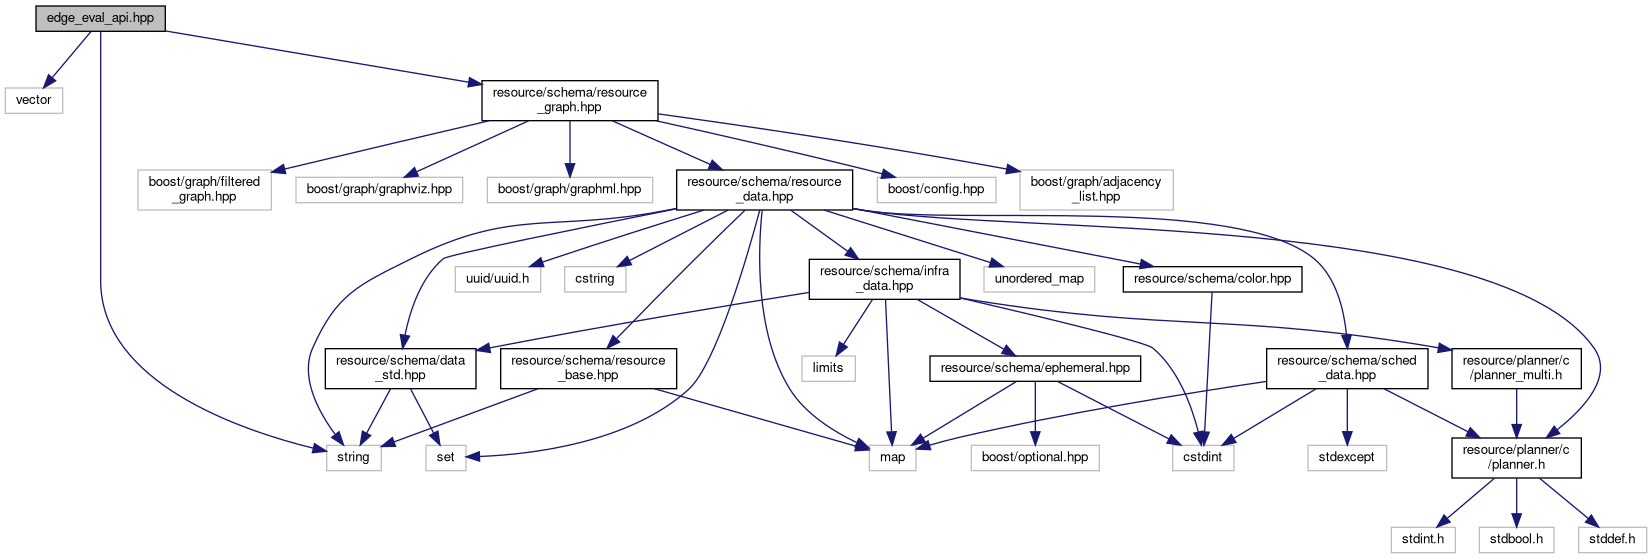 edge_eval_api.hpp
vector
resource/schema/resource
_graph.hpp
boost/graph/filtered
_graph.hpp
boost/graph/graphviz.hpp
boost/graph/graphml.hpp
resource/schema/resource
_data.hpp
boost/config.hpp
boost/graph/adjacency
_list.hpp
uuid/uuid.h
cstring
resource/schema/infra
_data.hpp
unordered_map
resource/schema/color.hpp
resource/schema/data
_std.hpp
resource/schema/resource
_base.hpp
limits
resource/schema/ephemeral.hpp
resource/schema/sched
_data.hpp
resource/planner/c
/planner_multi.h
string
set
map
boost/optional.hpp
cstdint
stdexcept
resource/planner/c
/planner.h
stdint.h
stdbool.h
stddef.h